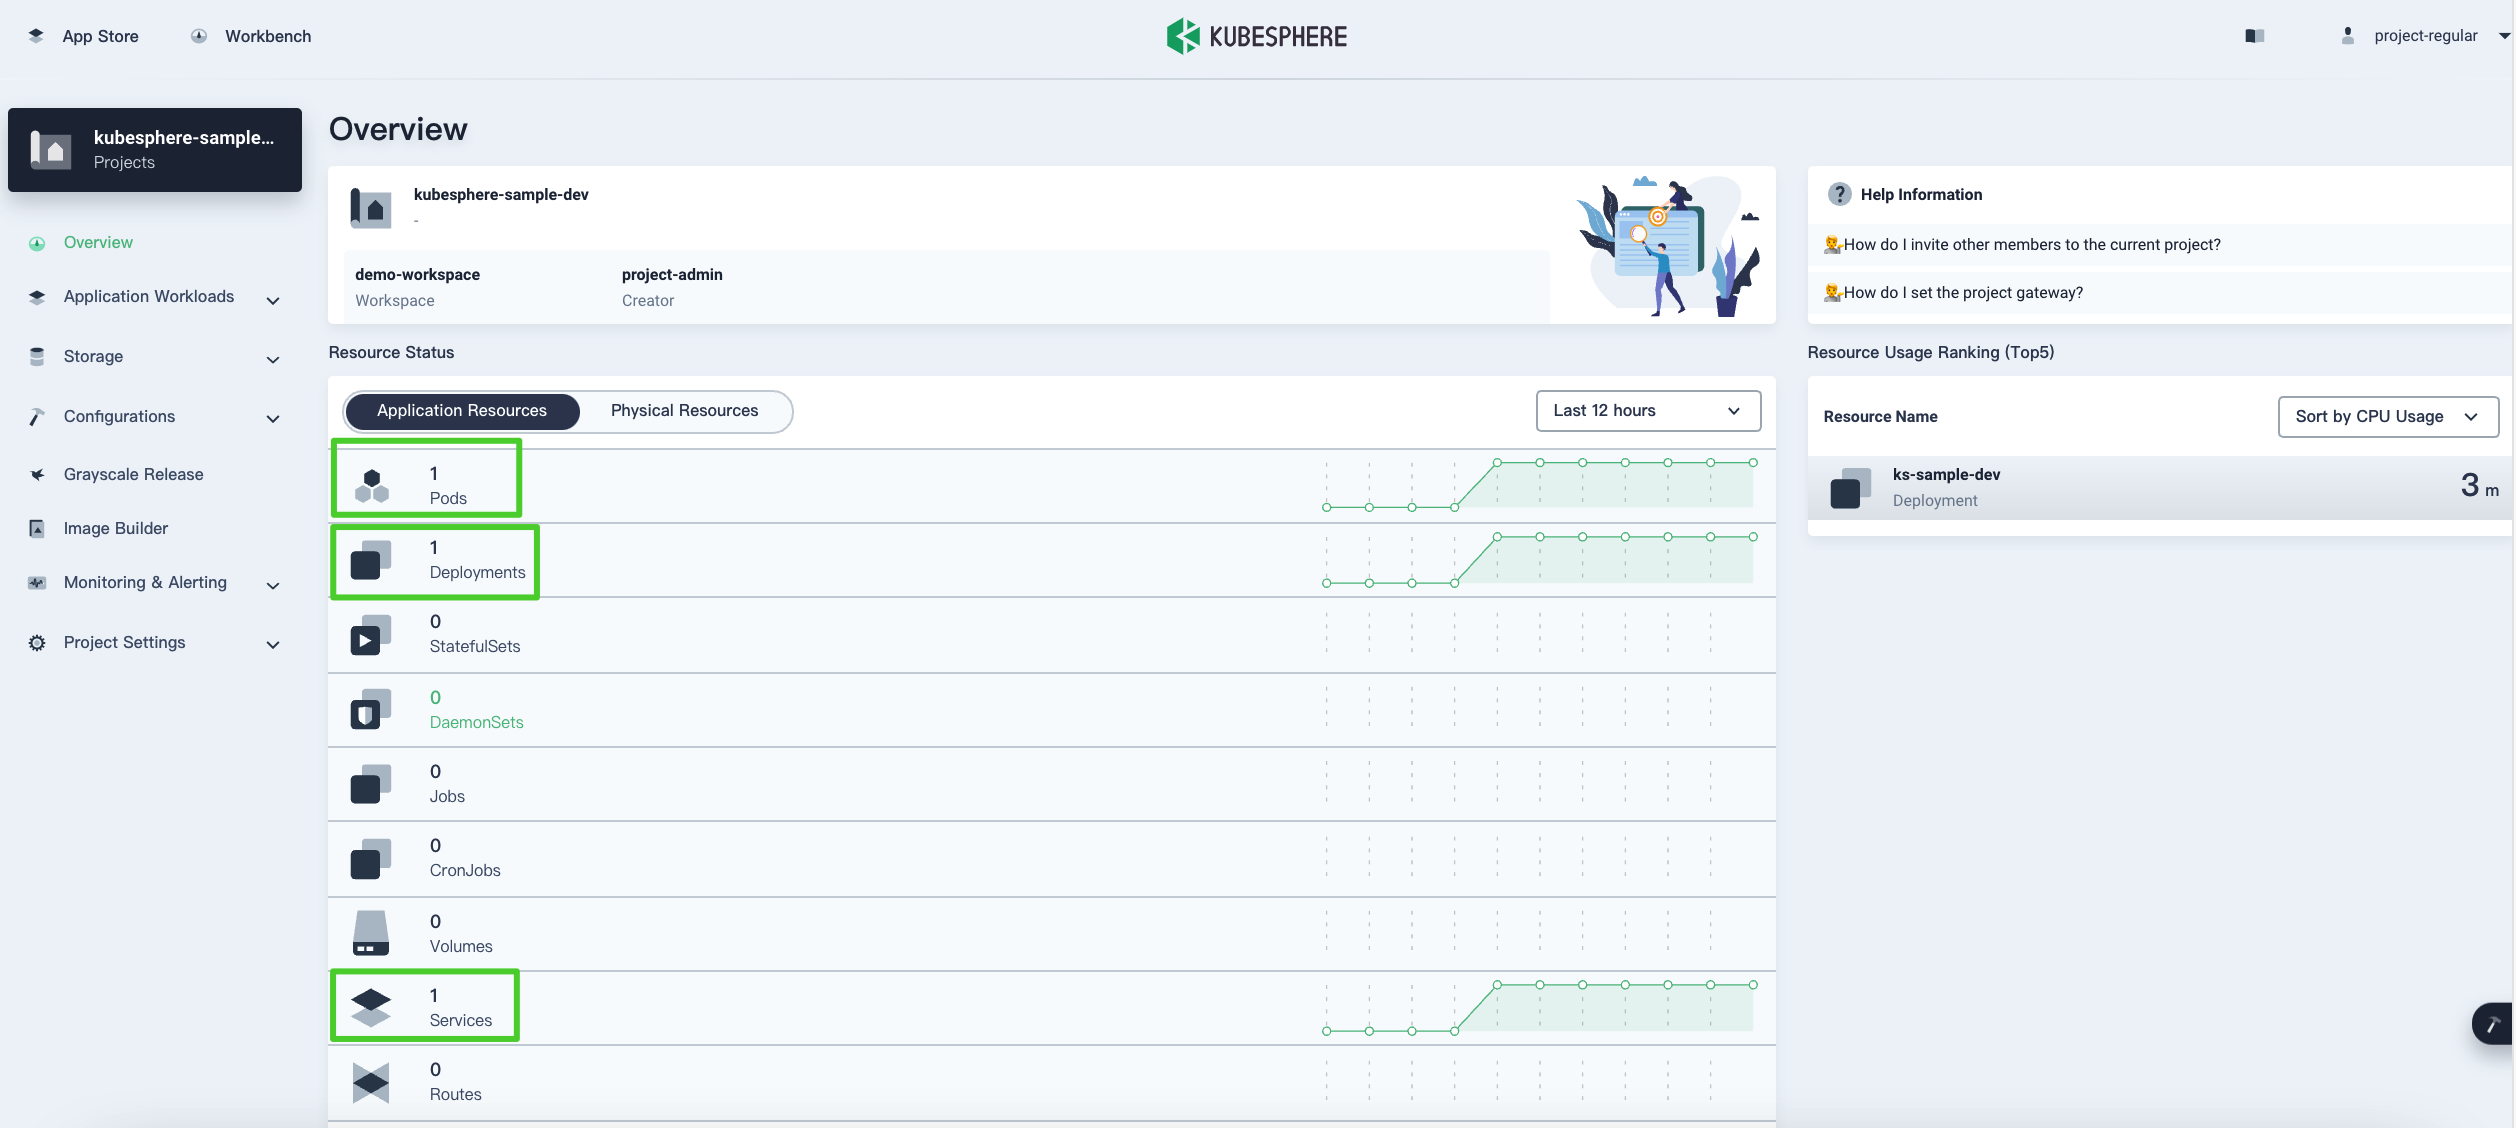 App Store
Workbench
KUBESPHERE
project-regular
kubesphere-sample...
Projects
Overview
Application Workloads
Storage
Configurations
Grayscale Release
Image Builder
Monitoring & Alerting
Project Settings
Overview
kubesphere-sample-dev
-
demo-workspace
Workspace
project-admin
Creator
Help Information
How do I invite other members to the current project?
How do I set the project gateway?
Resource Status
Application Resources
Physical Resources
Last 12 hours
1
Pods
1
Deployments
0
StatefulSets
0
DaemonSets
0
Jobs
0
CronJobs
0
Volumes
1
Services
0
Routes
Resource Usage Ranking (Top5)
Resource Name
Sort by CPU Usage
ks-sample-dev
Deployment
3 m